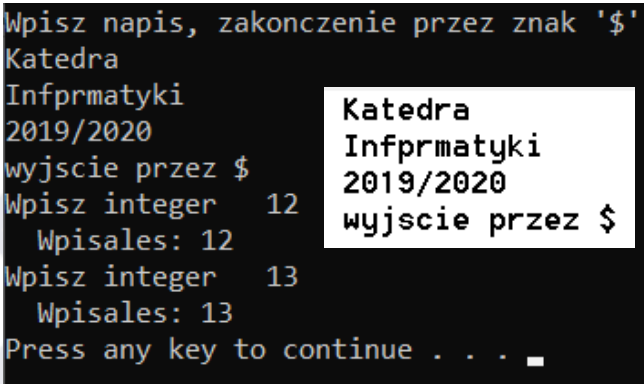 Wpisz napis, zakonczenie przez znak '$'
Katedra
Infprmatyki
2019/2020
wyjscie przez $
Wpisz integer   12
  Wpisales: 12
Wpisz integer   13
  Wpisales: 13
Press any key to continue . . .
Katedra
Infprmatyki
2019/2020
wyjscie przez $